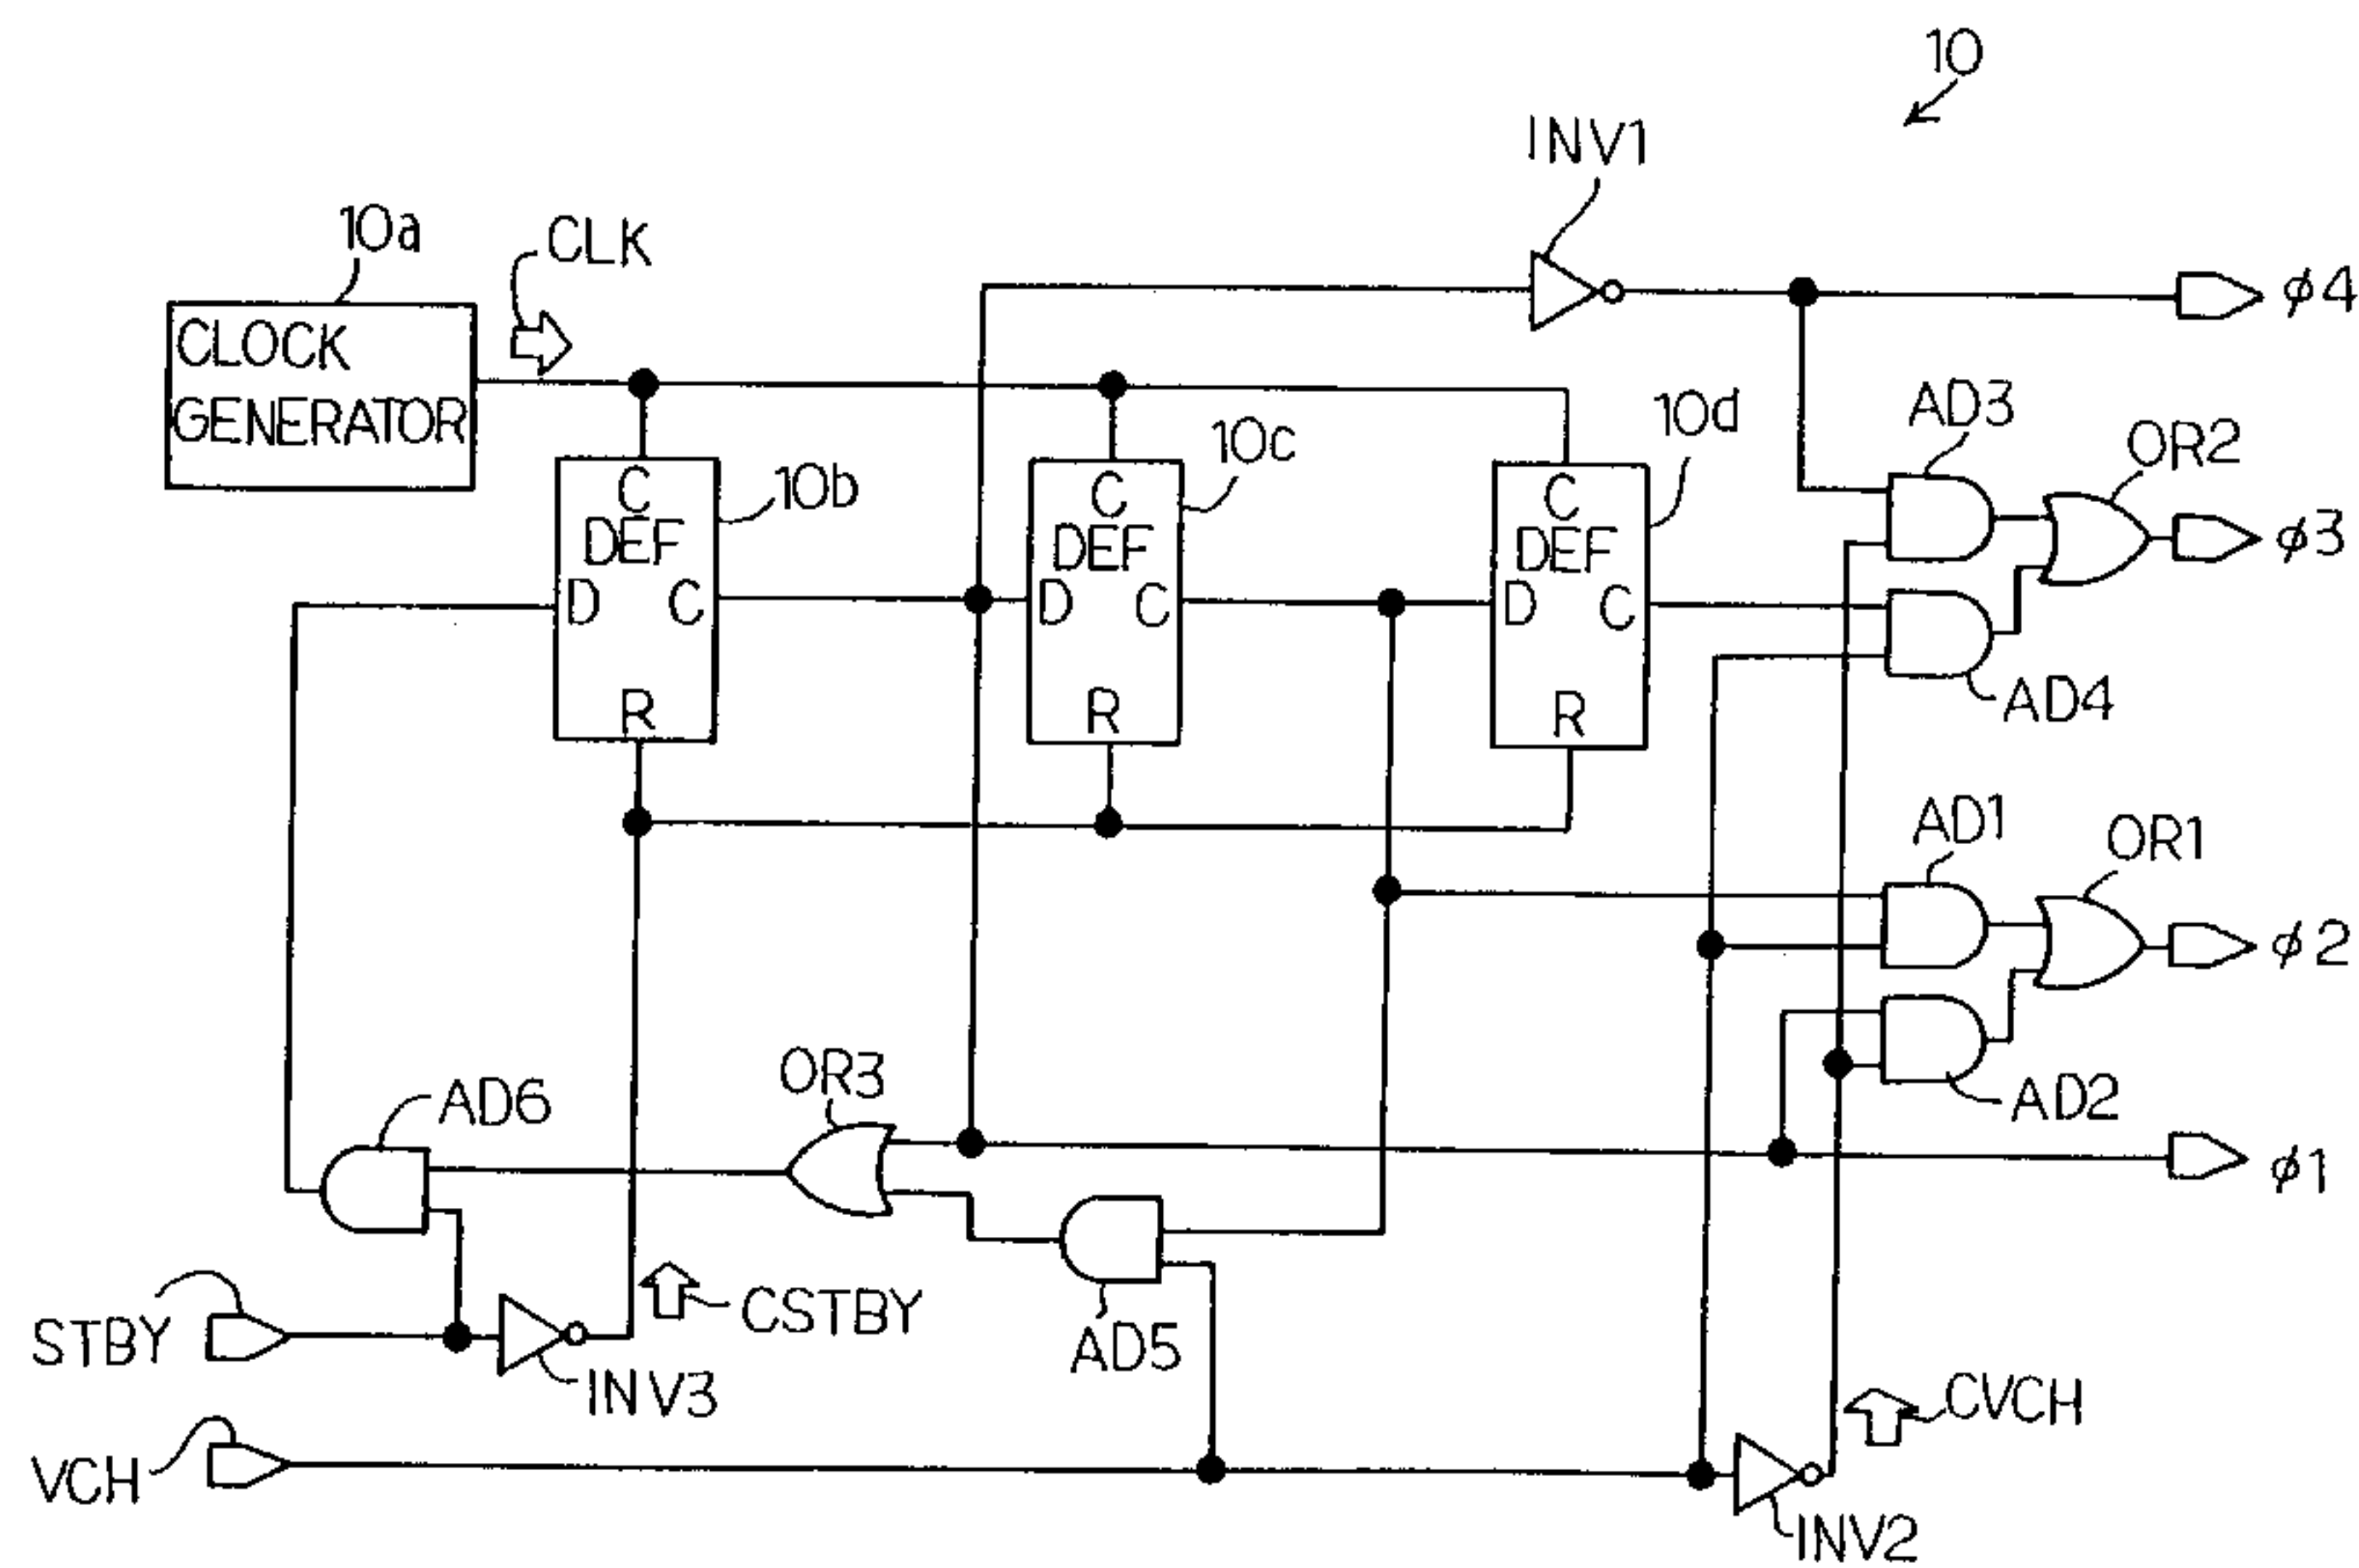 10
INV1
10a
CLK
ϕ4
CLOCK
GENERATOR
AD3
10d
10c
OR2
10b
C
DEF
D
C
R
C
DEF
D
C
R
C
DEF
D
C
R
ϕ3
AD4
AD1
OR1
ϕ2
OR3
AD6
AD2
ϕ1
STBY
CSTBY
AD5
INV3
CVCH
VCH
INV2